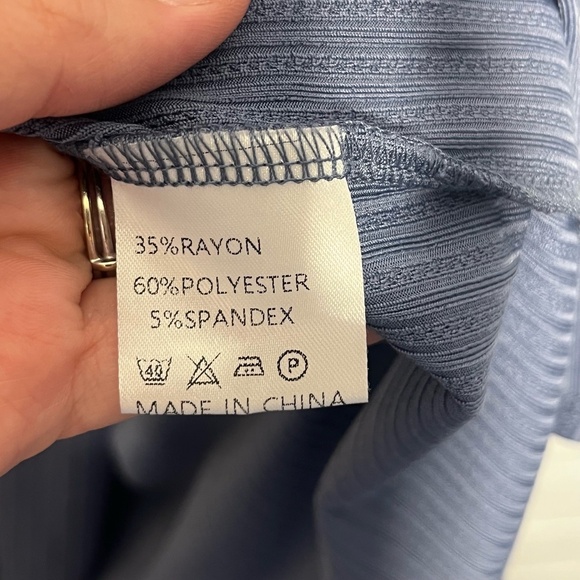 35%RAYON
60%POLYESTER
5%SPANDEX
40 P
MADE IN CHINA